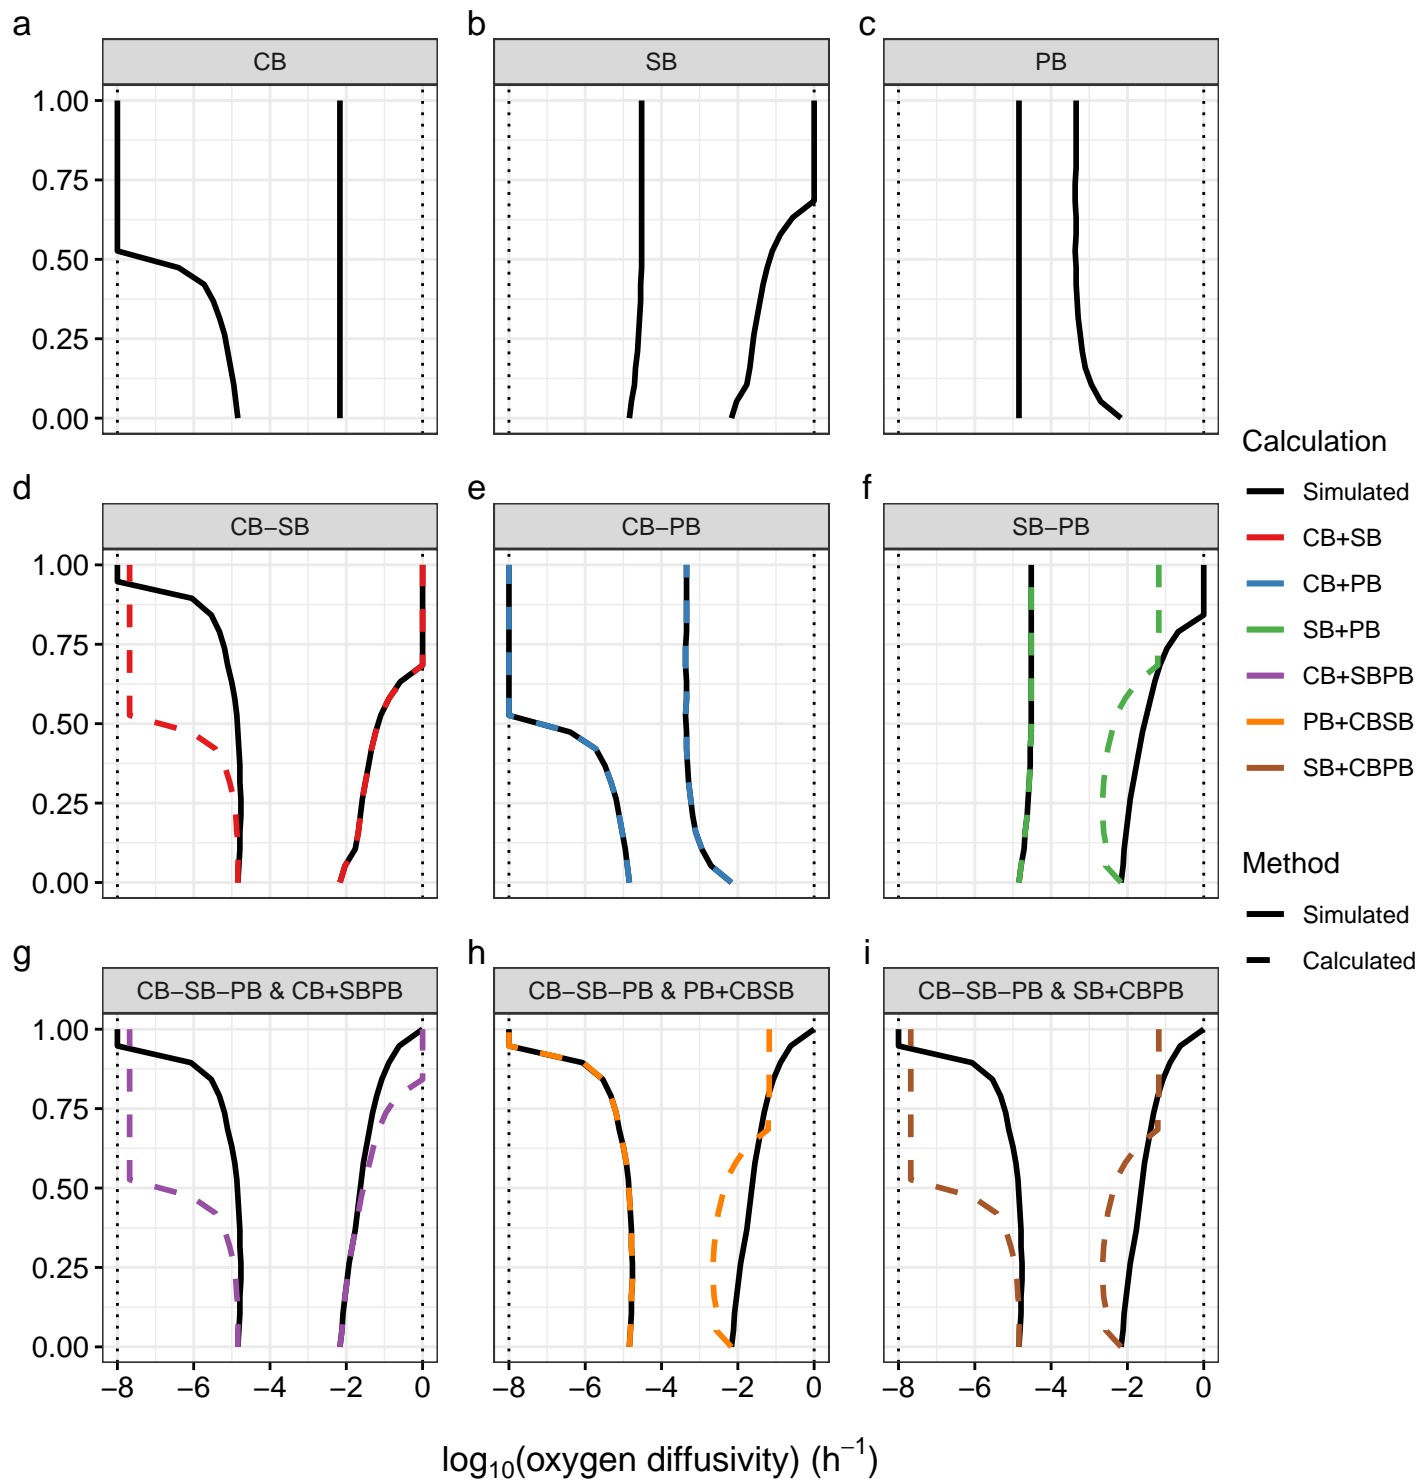 a
b
c
CB
SB
PB
1.00
0.75
0.50
0.25
0.00
d
e
f
CB−SB
CB−PB
SB−PB
1.00
0.75
0.50
0.25
0.00
Calculation
Simulated
CB+SB
CB+PB
SB+PB
CB+SBPB
PB+CBSB
SB+CBPB
Method
Simulated
Calculated
g
h
i
CB−SB−PB & CB+SBPB
CB−SB−PB & PB+CBSB
CB−SB−PB & SB+CBPB
1.00
0.75
0.50
0.25
0.00
−8 −6 −4 −2 0
−8 −6 −4 −2 0
−8 −6 −4 −2 0
log₁₀(oxygen diffusivity) (h⁻¹)